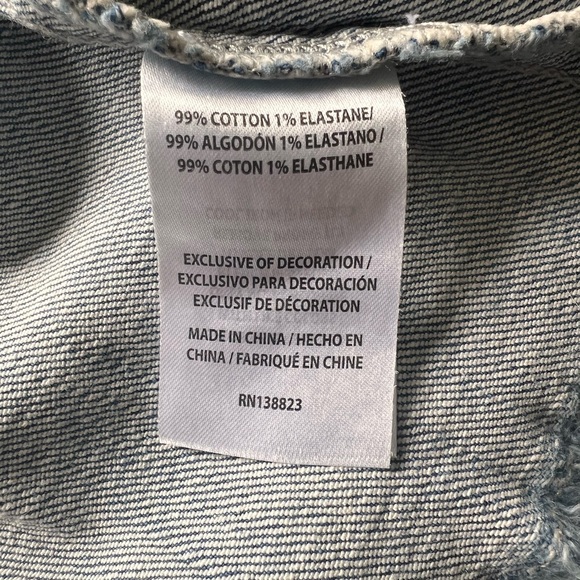 99% COTTON 1% ELASTANE/
99% ALGODÓN 1% ELASTANO /
99% COTON 1% ELASTHANE
EXCLUSIVE OF DECORATION /
EXCLUSIVO PARA DECORACIÓN
EXCLUSIF DE DÉCORATION
MADE IN CHINA / HECHO EN
CHINA / FABRIQUÉ EN CHINE
RN138823